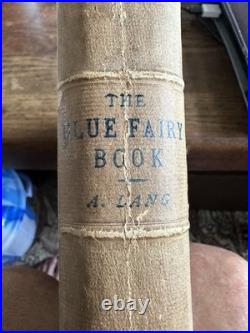 THE
BLUE FAIRY
BOOK
A. LANG